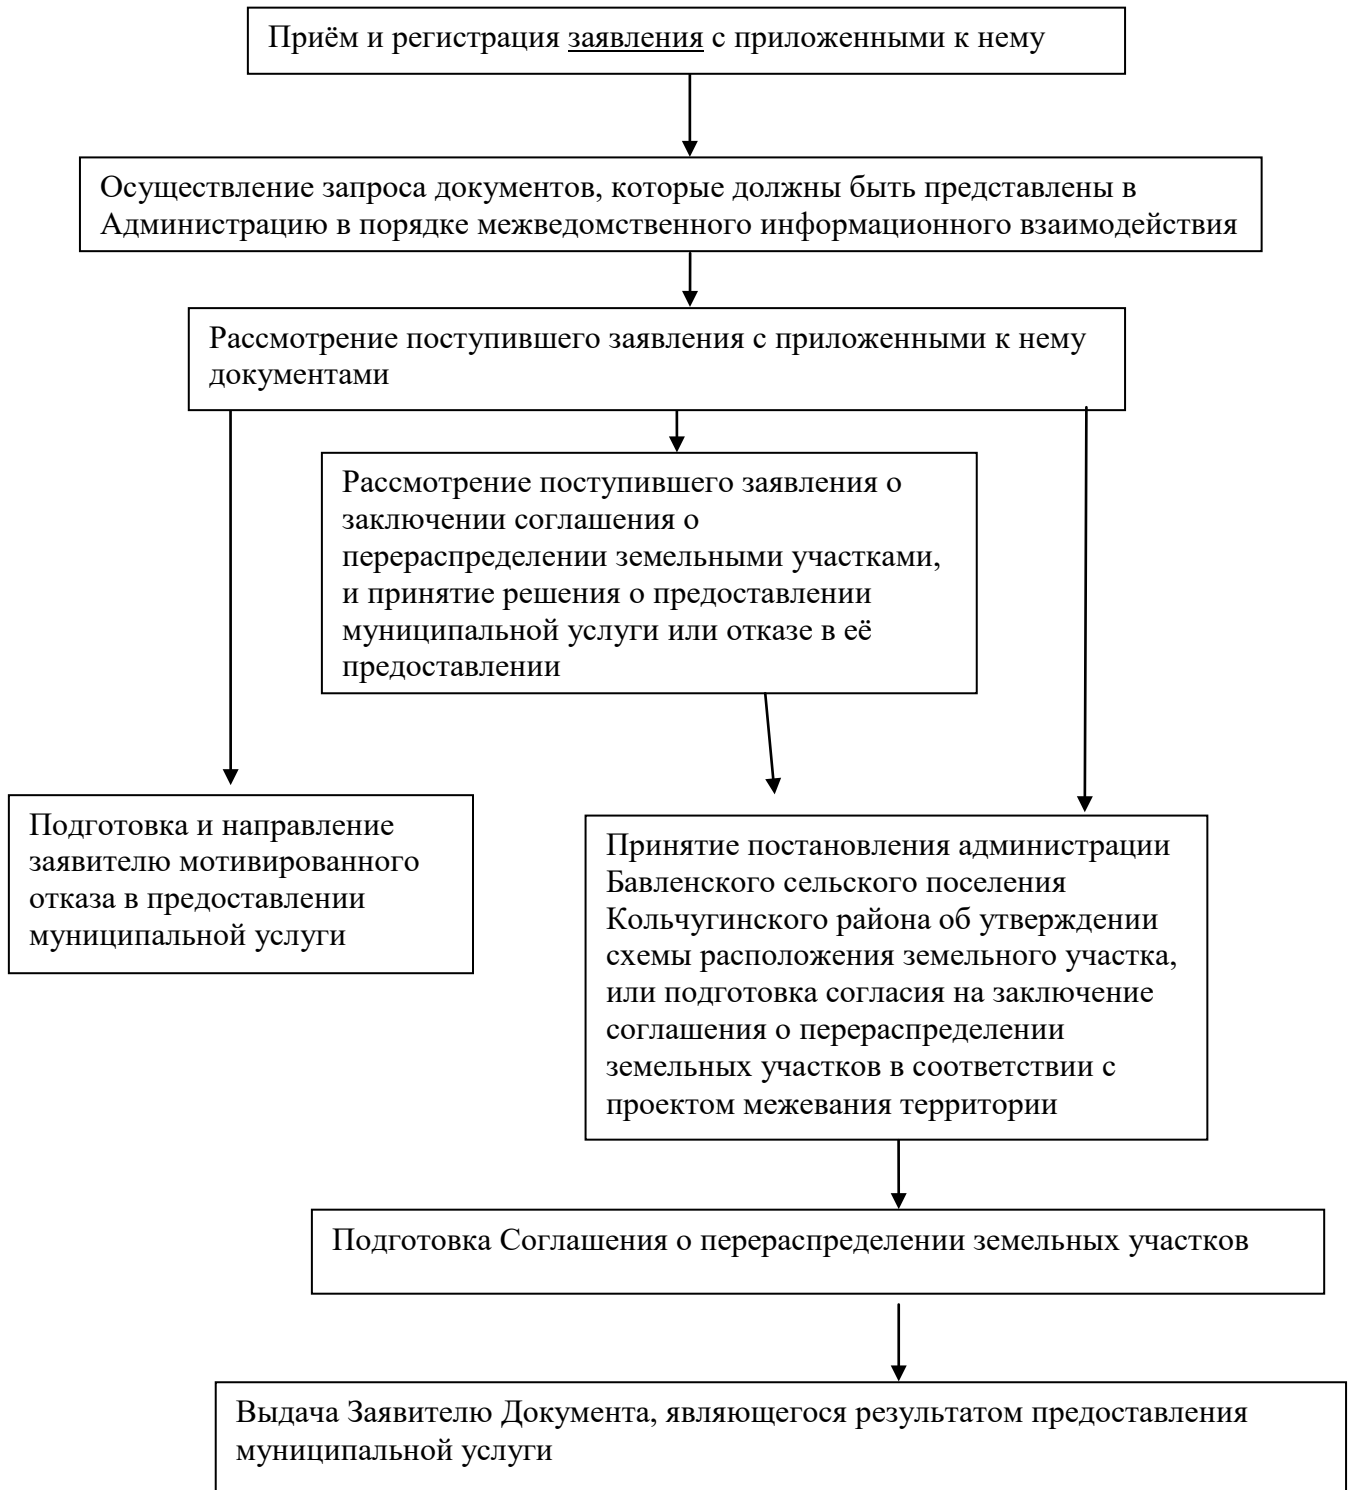 Приём и регистрация заявления с приложенными к нему
Осуществление запроса документов, которые должны быть представлены в
Администрацию в порядке межведомственного информационного взаимодействия
Рассмотрение поступившего заявления с приложенными к нему
документами
Рассмотрение поступившего заявления о
заключении соглашения о
перераспределении земельными участками,
и принятие решения о предоставлении
муниципальной услуги или отказе в её
предоставлении
Подготовка и направление
заявителю мотивированного
отказа в предоставлении
муниципальной услуги
Принятие постановления администрации
Бавленского сельского поселения
Кольчугинского района об утверждении
схемы расположения земельного участка,
или подготовка согласия на заключение
соглашения о перераспределении
земельных участков в соответствии с
проектом межевания территории
Подготовка Соглашения о перераспределении земельных участков
Выдача Заявителю Документа, являющегося результатом предоставления
муниципальной услуги